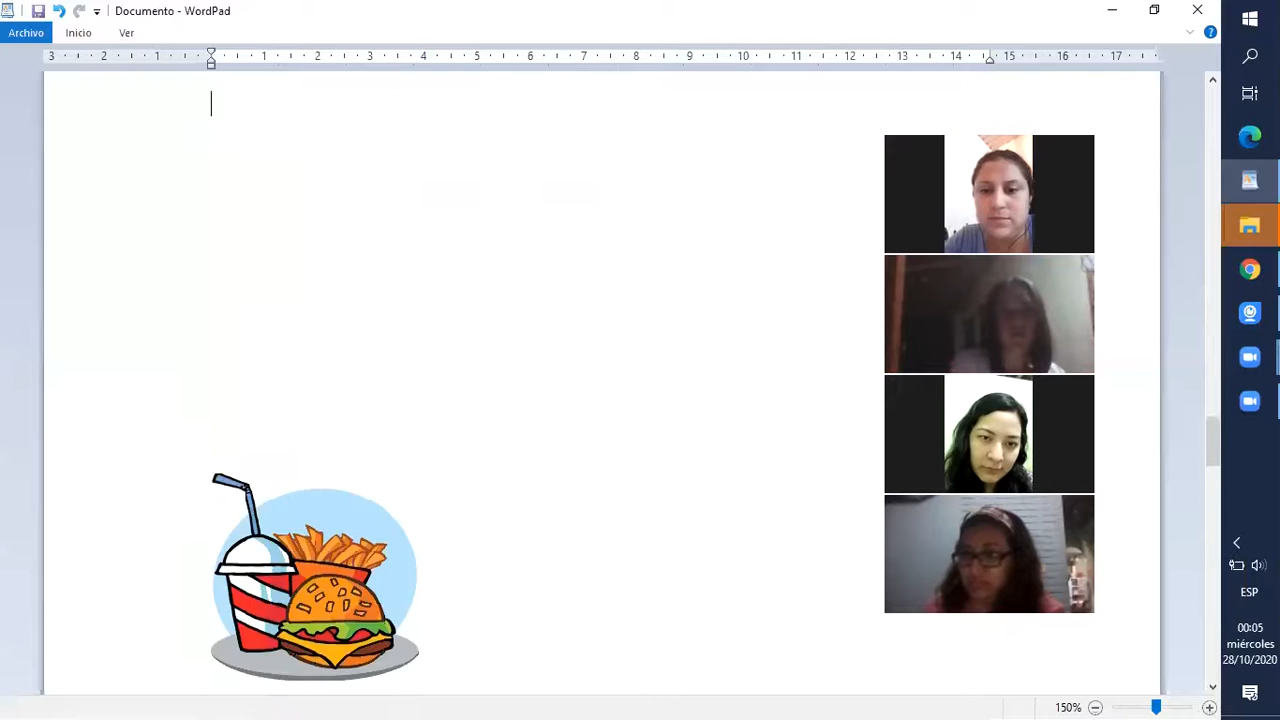 Documento - WordPad
Archivo
Inicio
Ver
3 2 1 1 2 3 4 5 6 7 8 9 10 11 12 13 14 15 16 17
ESP
00:05
miércoles
28/10/2020
150%